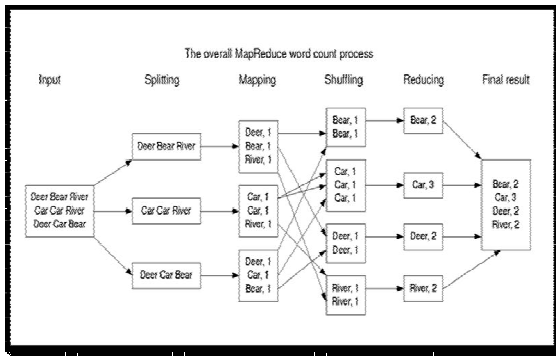 The overall MapReduce word count process
Input
Splitting
Mapping
Shuffling
Reducing
Final result
Deer Bear River
Car Car River
Deer Car Bear
Deer Bear River
Car Car River
Deer Car Bear
Deer, 1
Bear, 1
River, 1
Car, 1
Car, 1
River, 1
Deer, 1
Car, 1
Bear, 1
Bear, 1
Bear, 1
Car, 1
Car, 1
Car, 1
Deer, 1
Deer, 1
River, 1
River, 1
Bear, 2
Car, 3
Deer, 2
River, 2
Bear, 2
Car, 3
Deer, 2
River, 2